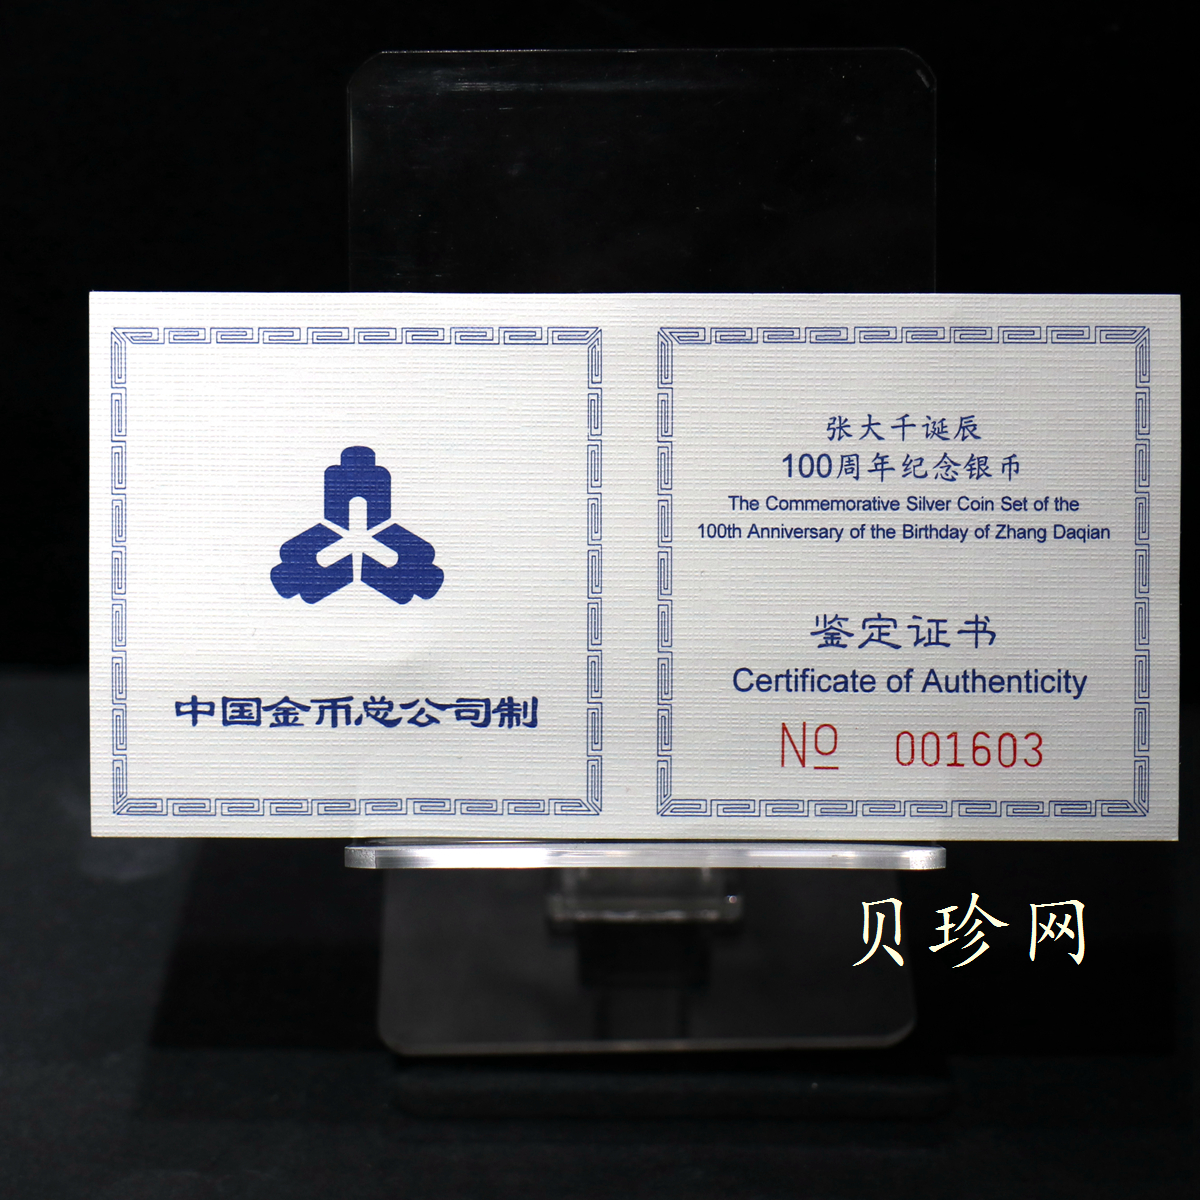 中国金币总公司制
张大千诞辰
100周年纪念银币
The Commemorative Silver Coin Set of the
100th Anniversary of the Birthday of Zhang Daqian
鉴定证书
Certificate of Authenticity
№ 001603
贝珍网